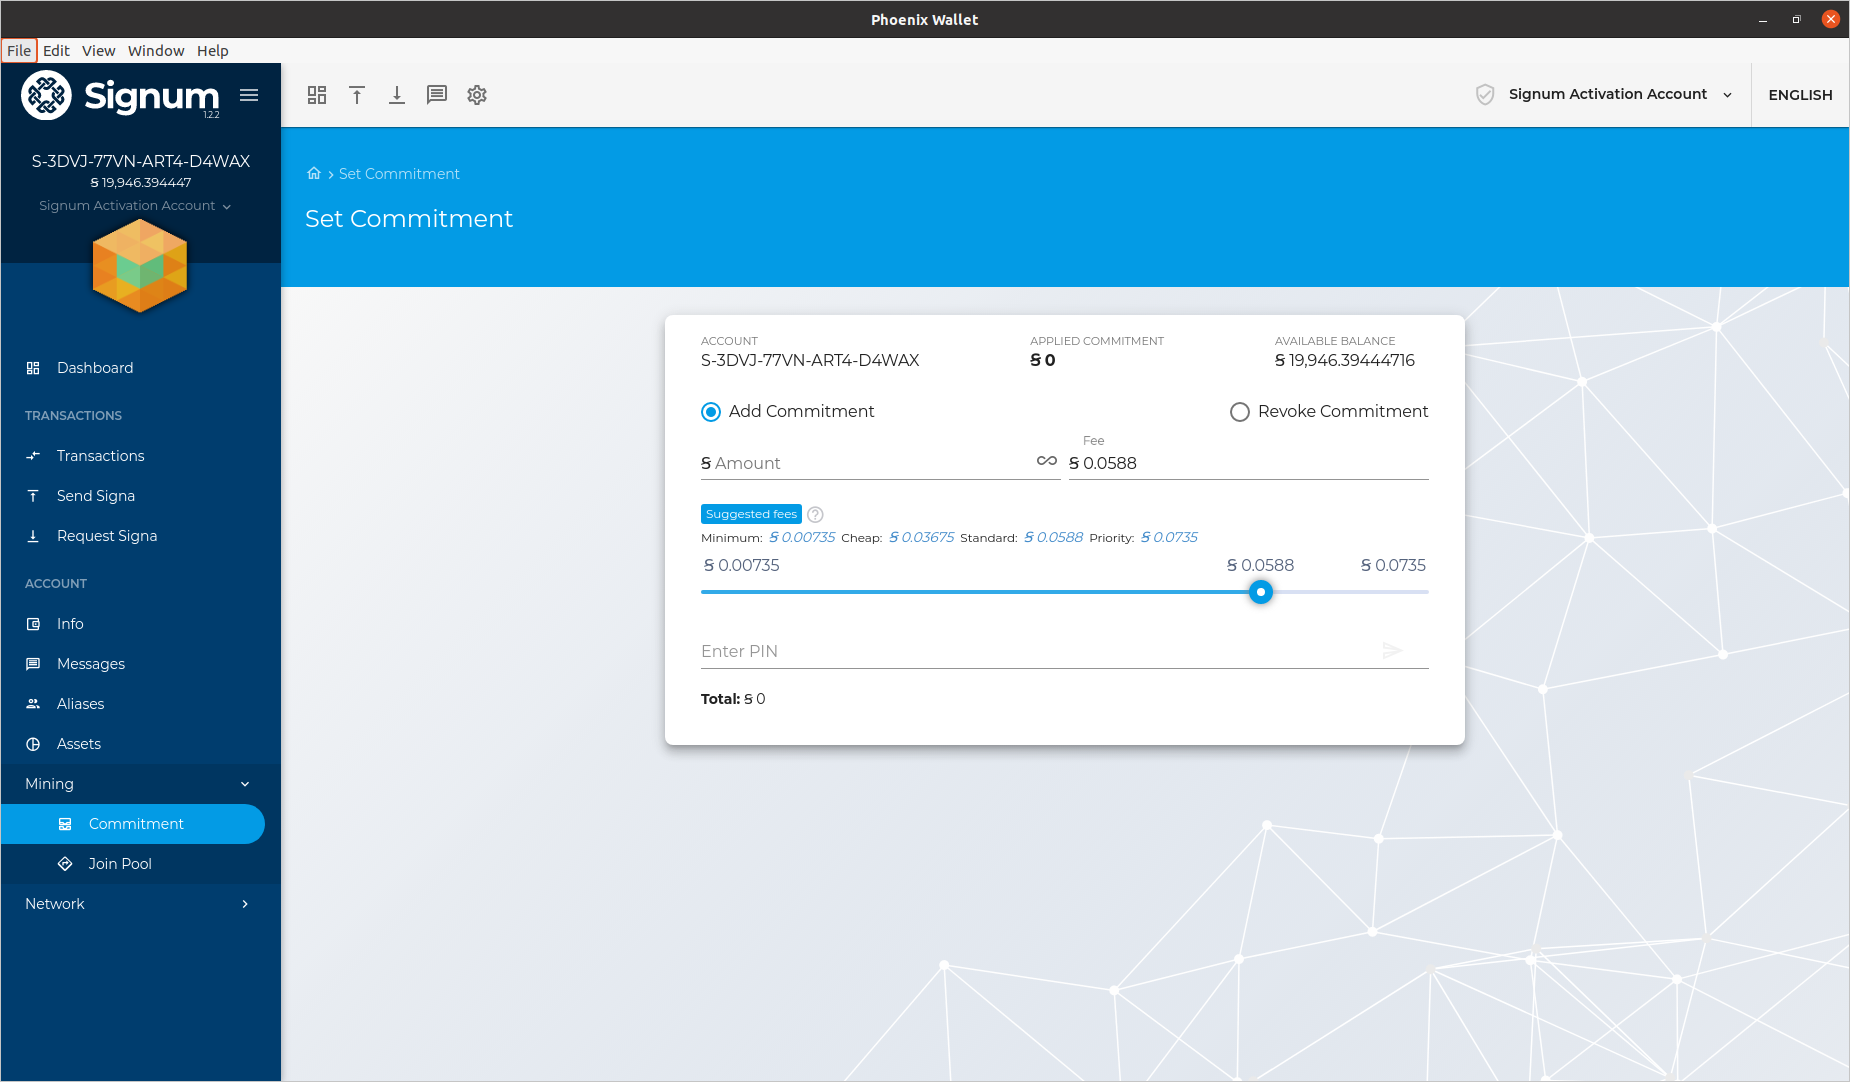 Phoenix Wallet
File Edit View Window Help
Signum
1.2.2
Signum Activation Account
ENGLISH
S-3DVJ-77VN-ART4-D4WAX
Ꞩ 19,946.394447
Signum Activation Account
Set Commitment
Set Commitment
Dashboard
TRANSACTIONS
Transactions
Send Signa
Request Signa
ACCOUNT
Info
Messages
Aliases
Assets
Mining
Commitment
Join Pool
Network
ACCOUNT APPLIED COMMITMENT AVAILABLE BALANCE
S-3DVJ-77VN-ART4-D4WAX Ꞩ 0 Ꞩ 19,946.39444716
Add Commitment Revoke Commitment
Fee
Ꞩ Amount Ꞩ 0.0588
Suggested fees
Minimum: Ꞩ 0.00735 Cheap: Ꞩ 0.03675 Standard: Ꞩ 0.0588 Priority: Ꞩ 0.0735
Ꞩ 0.00735 Ꞩ 0.0588 Ꞩ 0.0735
Enter PIN
Total: Ꞩ 0